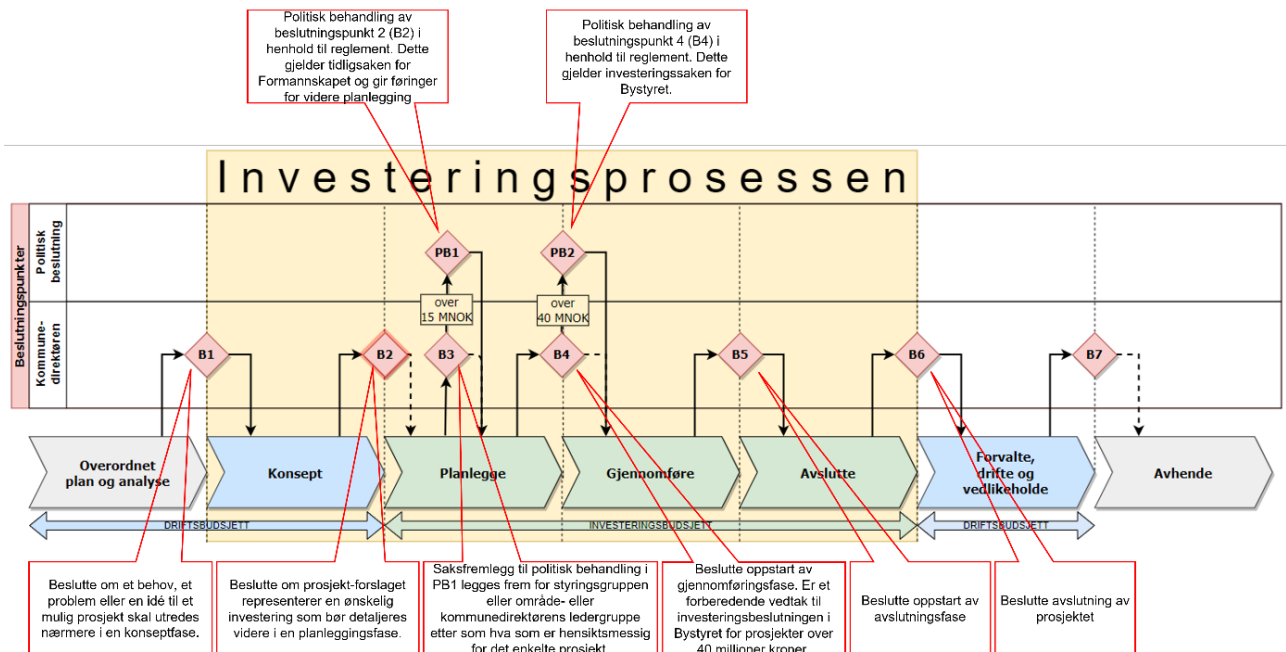 Politisk behandling av
beslutningspunkt 2 (B2) i
henhold til reglement. Dette
gjelder tidligsaken for
Formannskapet og gir føringer
for videre planlegging
Politisk behandling av
beslutningspunkt 4 (B4) i
henhold til reglement. Dette
gjelder investeringssaken for
Bystyret.
Investeringsprosessen
Beslutningspunkter
Politisk
beslutning
PB1
PB2
over
15 MNOK
over
40 MNOK
Kommune-
direktøren
B1
B2
B3
B4
B5
B6
B7
Overordnet
plan og analyse
Konsept
Planlegge
Gjennomføre
Avslutte
Forvalte,
drifte og
vedlikeholde
Avhende
DRIFTSBUDSJETT
INVESTERINGSBUDSJETT
DRIFTSBUDSJETT
Beslutte om et behov, et
problem eller en idé til et
mulig prosjekt skal utredes
nærmere i en konseptfase.
Beslutte om prosjekt-forslaget
representerer en ønskelig
investering som bør detaljeres
videre i en planleggingsfase.
Saksfremlegg til politisk behandling i
PB1 legges frem for styringsgruppen
eller område- eller
kommunedirektørens ledergruppe
etter som hva som er hensiktsmessig
for det enkelte prosjekt
Beslutte oppstart av
gjennomføringsfase. Er et
forberedende vedtak til
investeringsbeslutningen i
Bystyret for prosjekter over
40 millioner kroner
Beslutte oppstart av
avslutningsfase
Beslutte avslutning av
prosjektet